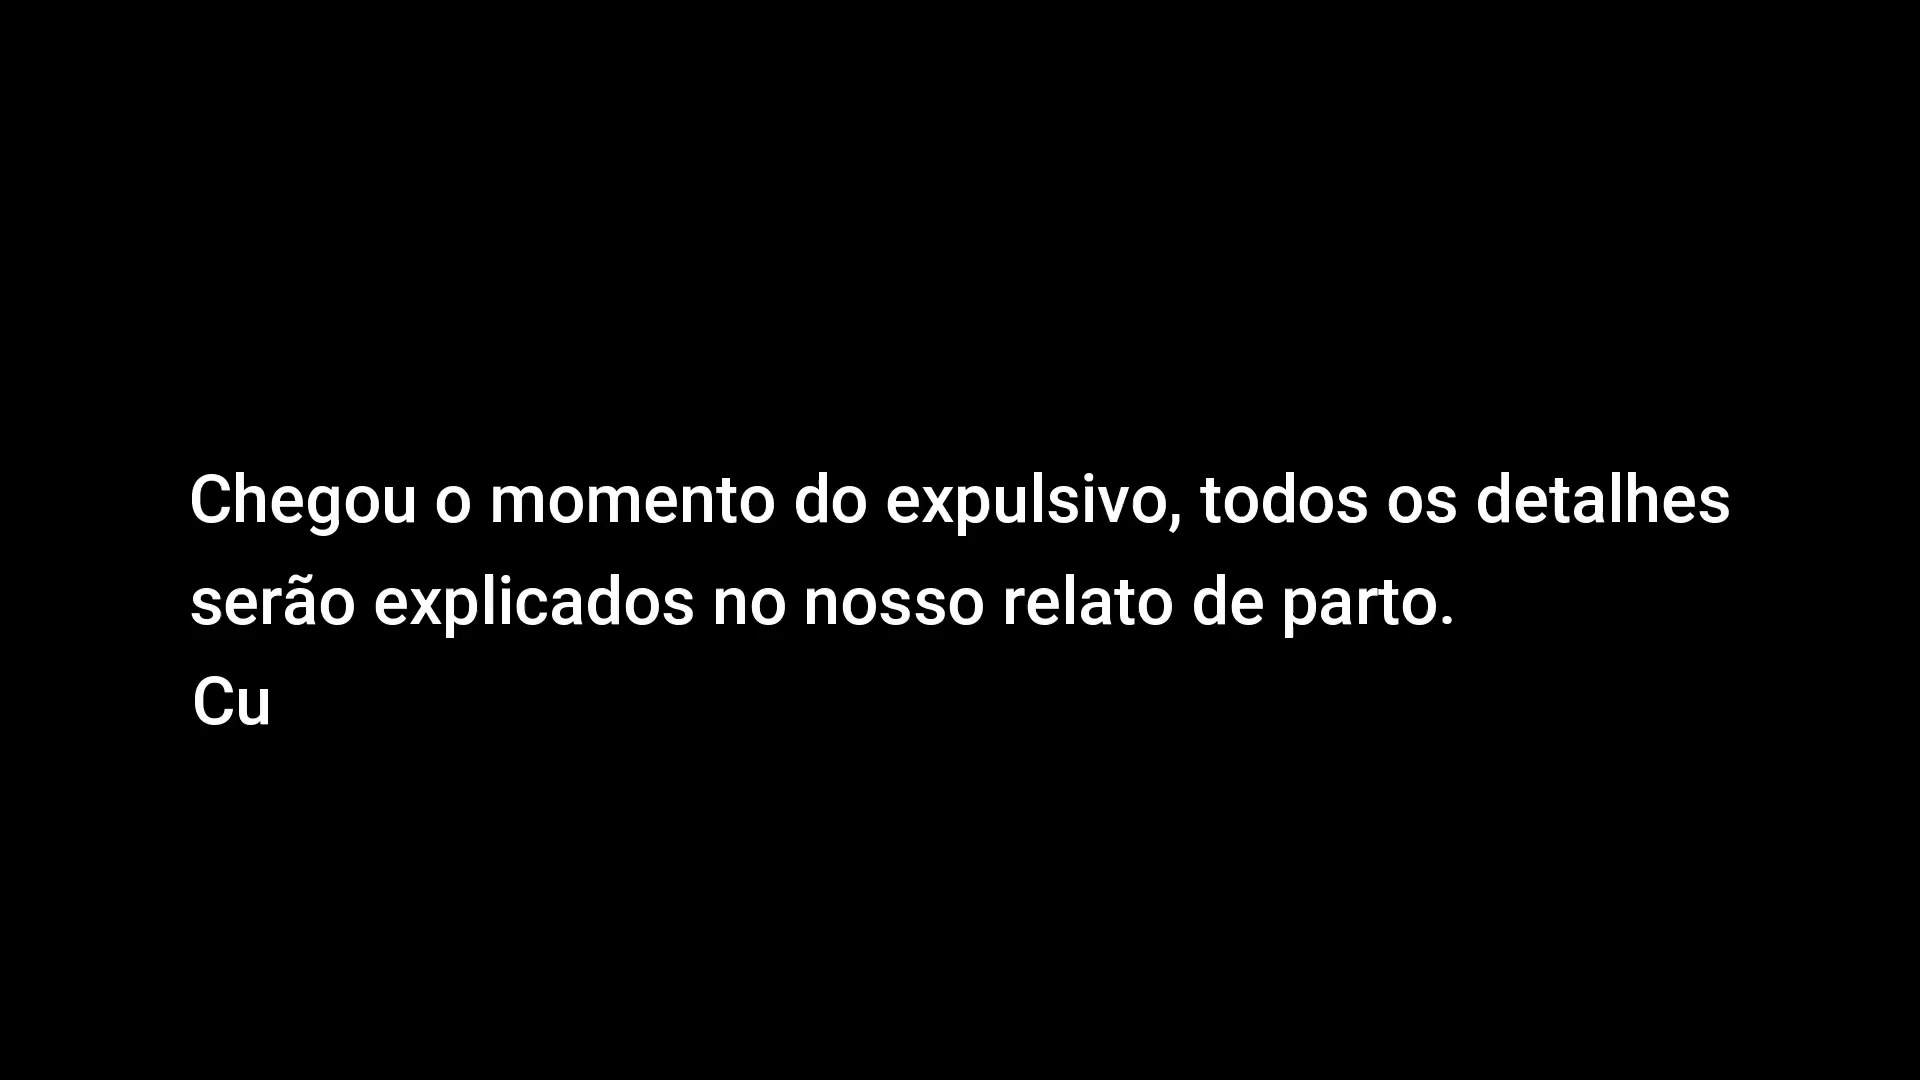 Chegou o momento do expulsivo, todos os detalhes
serão explicados no nosso relato de parto.
Cu